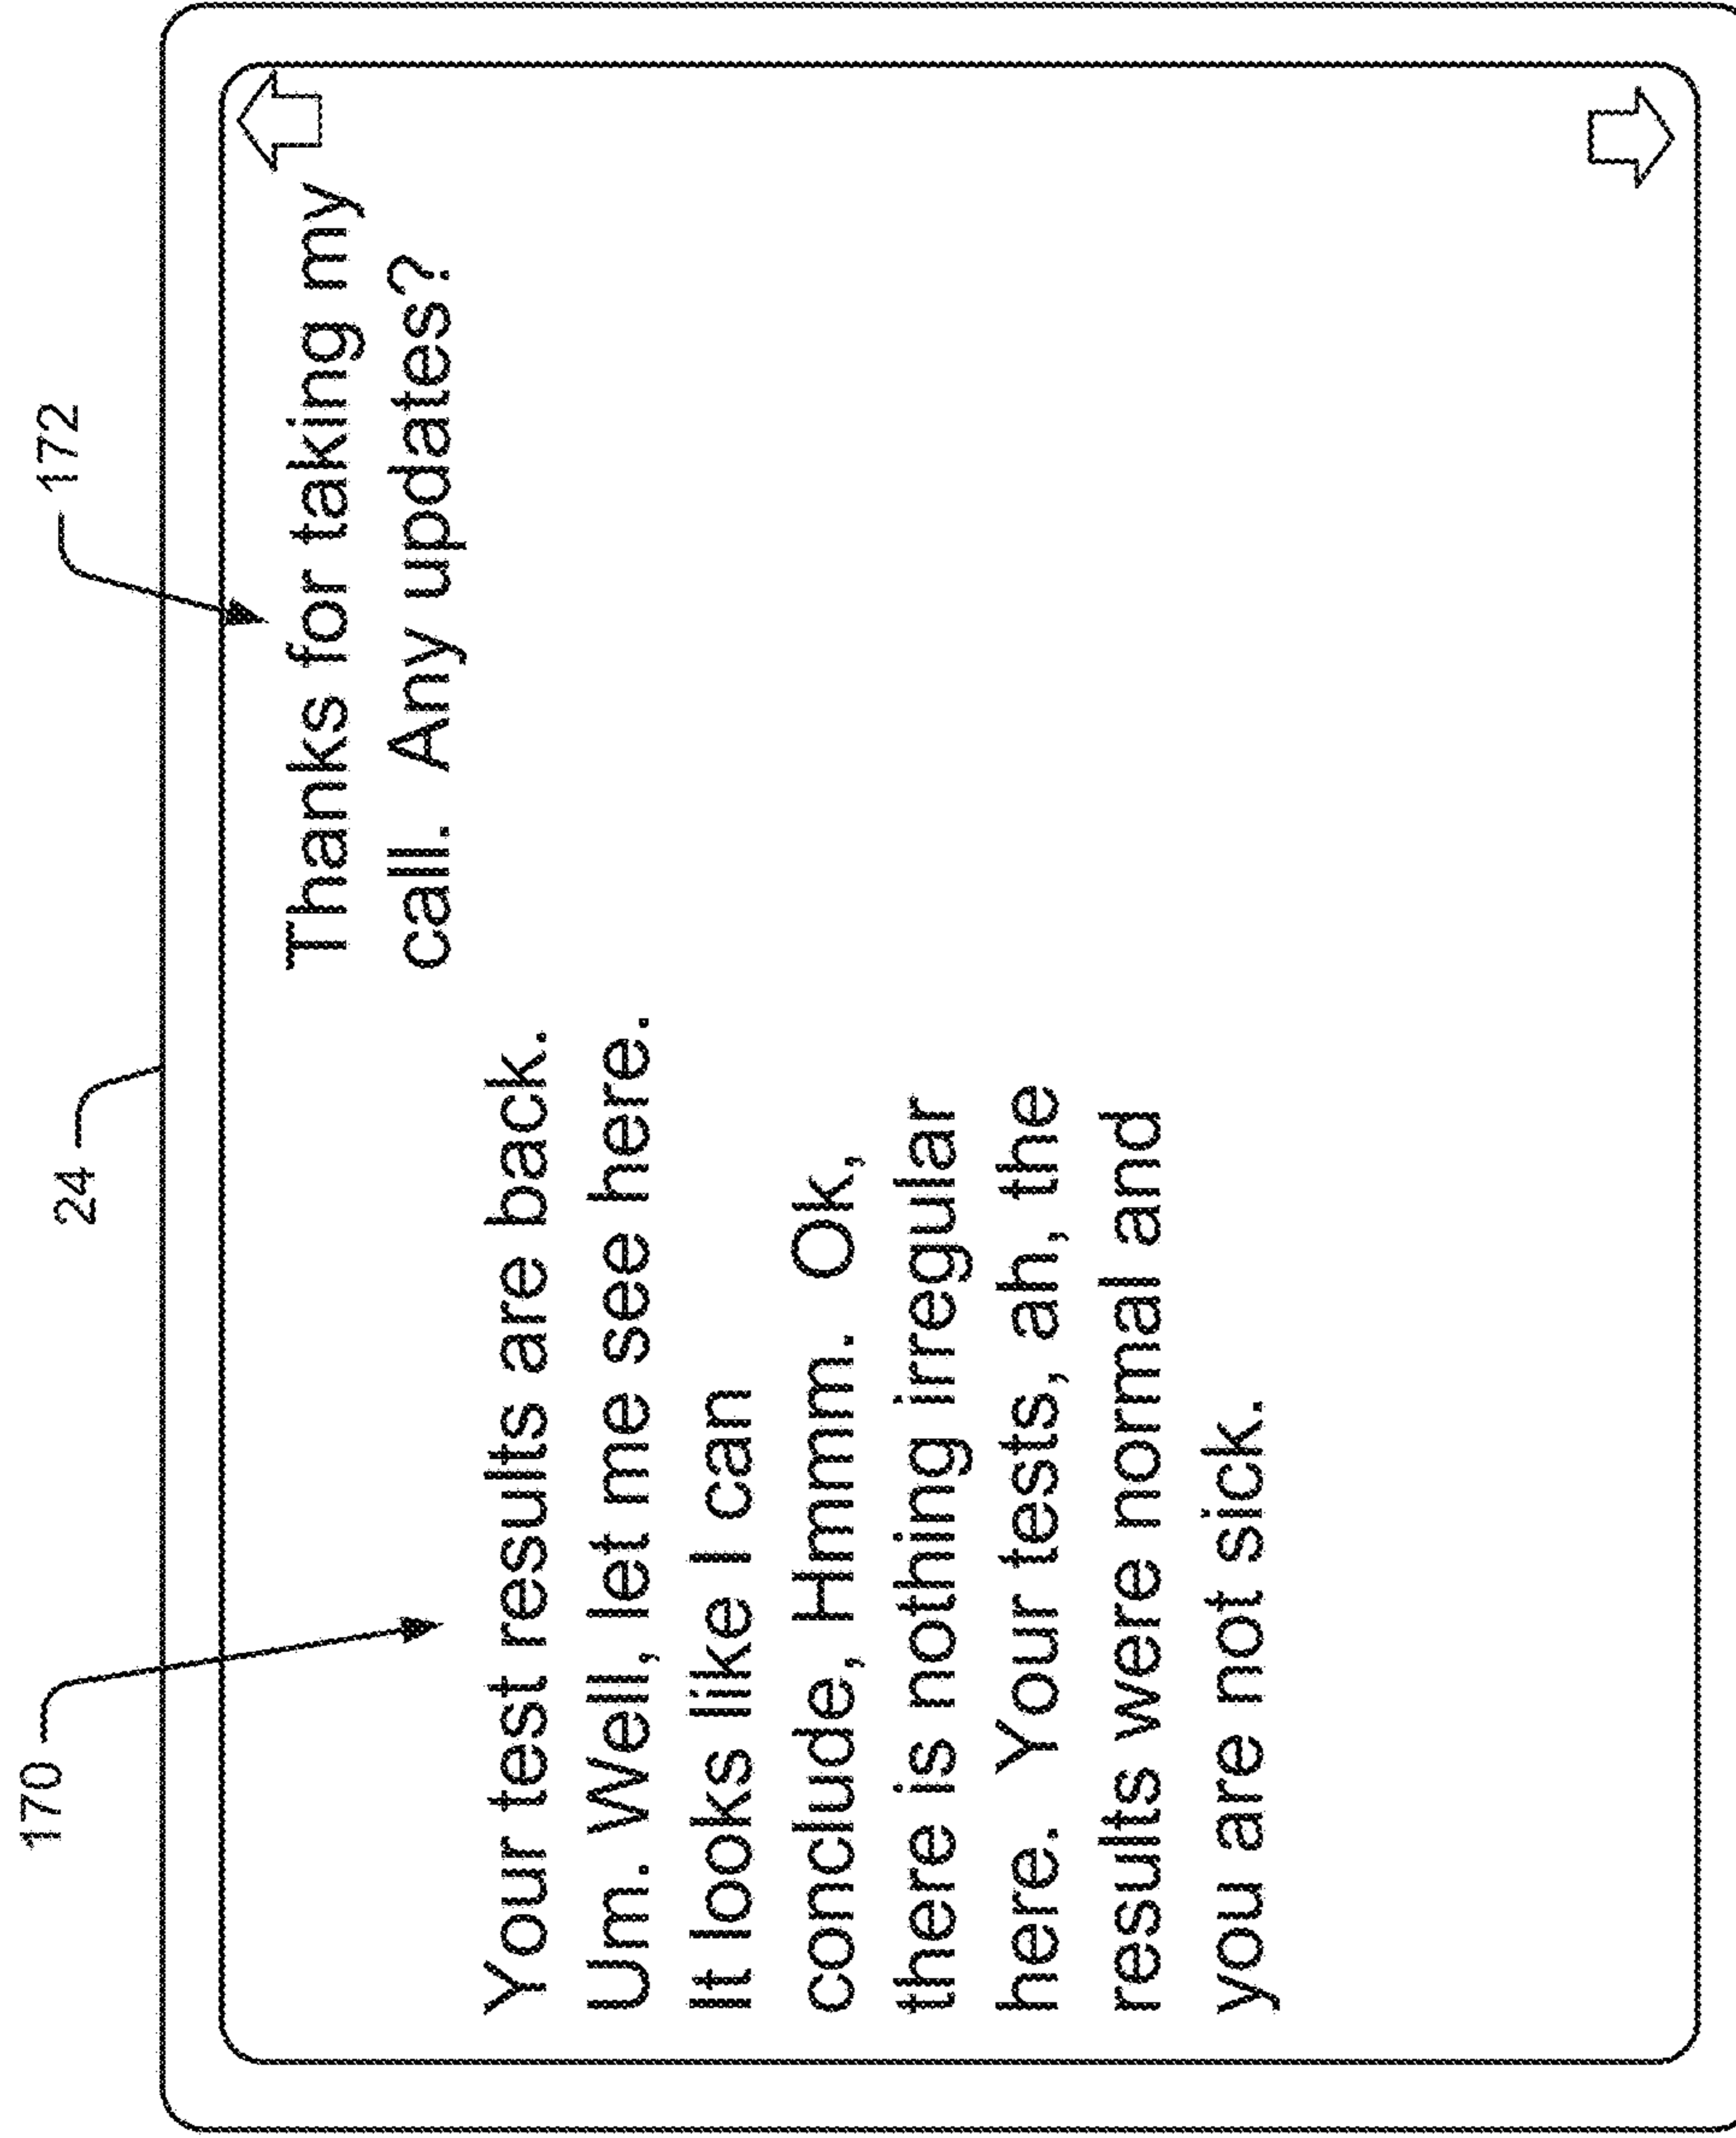 170
24
172
Thanks for taking my
call. Any updates?
Your test results are back.
Um. Well, let me see here.
It looks like I can
conclude, Hmmm. Ok,
there is nothing irregular
here. Your tests, ah, the
results were normal and
you are not sick.